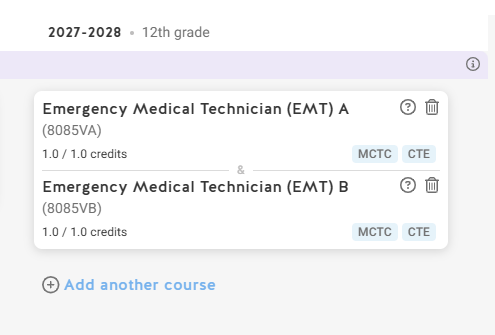 2027-2028 • 12th grade
Emergency Medical Technician (EMT) A
(8085VA)
1.0 / 1.0 credits MCTC CTE
&
Emergency Medical Technician (EMT) B
(8085VB)
1.0 / 1.0 credits MCTC CTE
Add another course